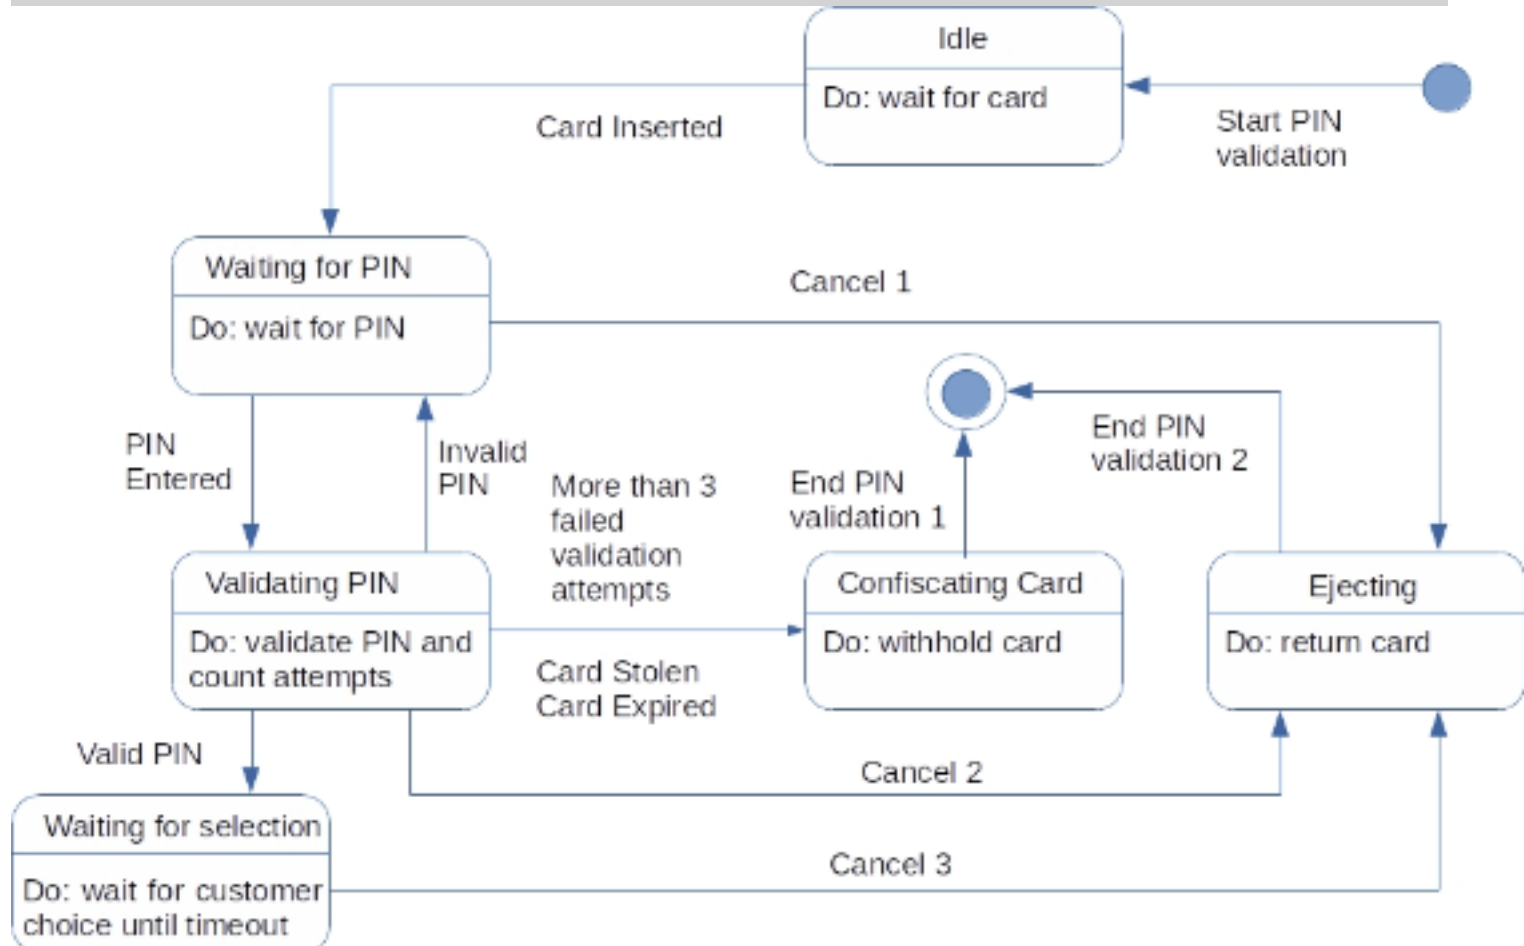 Idle
Do: wait for card
Card Inserted
Start PIN
validation
Waiting for PIN
Do: wait for PIN
Cancel 1
PIN
Entered
Invalid
PIN
More than 3
failed
validation
attempts
End PIN
validation 1
End PIN
validation 2
Validating PIN
Do: validate PIN and
count attempts
Card Stolen
Card Expired
Confiscating Card
Do: withhold card
Ejecting
Do: return card
Valid PIN
Cancel 2
Waiting for selection
Do: wait for customer
choice until timeout
Cancel 3